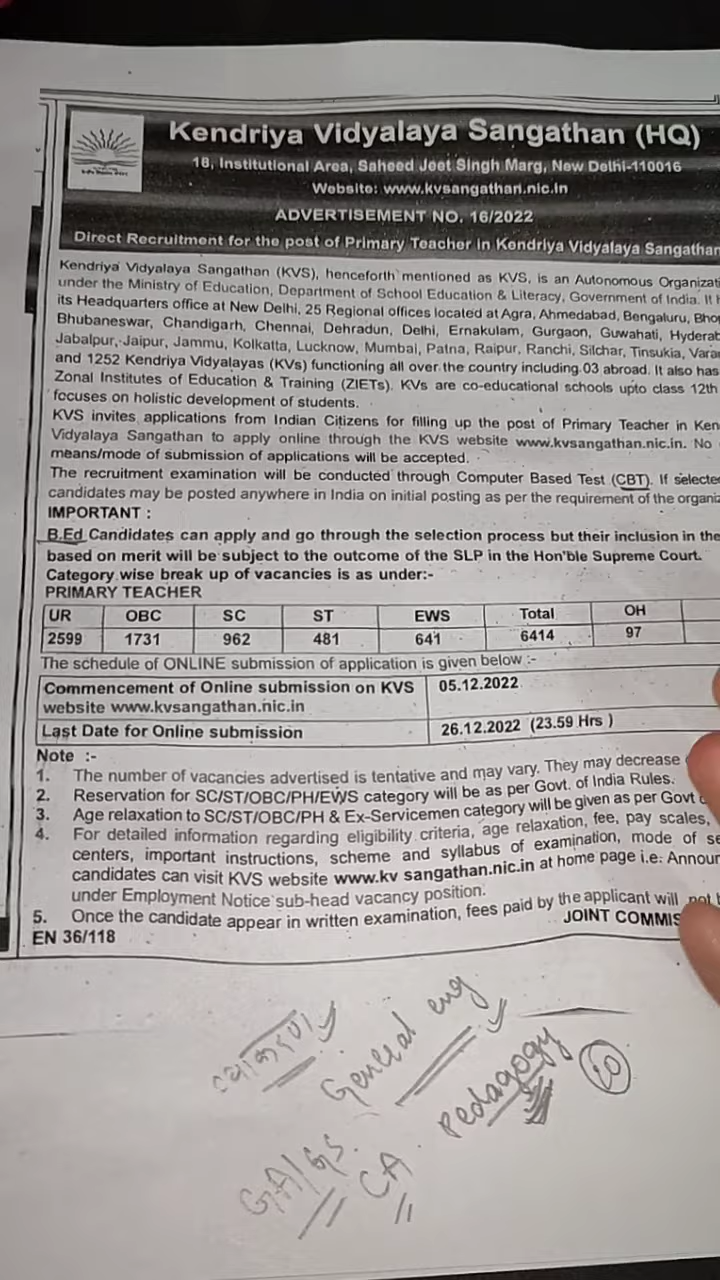 Kendriya Vidyalaya Sangathan (HQ)
18, Institutional Area, Saheed Jeet Singh Marg, New Delhi-110016
Website: www.kvsangathan.nic.in
ADVERTISEMENT NO. 16/2022
Direct Recruitment for the post of Primary Teacher in Kendriya Vidyalaya Sangathan
Kendriya Vidyalaya Sangathan (KVS), henceforth mentioned as KVS, is an Autonomous Organizati
under the Ministry of Education, Department of School Education & Literacy, Government of India. It h
its Headquarters office at New Delhi, 25 Regional offices located at Agra, Ahmedabad, Bengaluru, Bhop
Bhubaneswar, Chandigarh, Chennai, Dehradun, Delhi, Ernakulam, Gurgaon, Guwahati, Hyderab
Jabalpur, Jaipur, Jammu, Kolkatta, Lucknow, Mumbai, Patna, Raipur, Ranchi, Silchar, Tinsukia, Varan
and 1252 Kendriya Vidyalayas (KVs) functioning all over the country including 03 abroad. It also has
Zonal Institutes of Education & Training (ZIETs). KVs are co-educational schools upto class 12th
focuses on holistic development of students.
KVS invites applications from Indian Citizens for filling up the post of Primary Teacher in Ken
Vidyalaya Sangathan to apply online through the KVS website www.kvsangathan.nic.in. No
means/mode of submission of applications will be accepted.
The recruitment examination will be conducted through Computer Based Test (CBT). If selecte
candidates may be posted anywhere in India on initial posting as per the requirement of the organiz
IMPORTANT :
B.Ed Candidates can apply and go through the selection process but their inclusion in the
based on merit will be subject to the outcome of the SLP in the Hon'ble Supreme Court.
Category wise break up of vacancies is as under:-
PRIMARY TEACHER
UR OBC SC ST EWS Total OH
2599 1731 962 481 641 6414 97
The schedule of ONLINE submission of application is given below :-
Commencement of Online submission on KVS 05.12.2022
website www.kvsangathan.nic.in
Last Date for Online submission 26.12.2022 (23.59 Hrs )
Note :-
1. The number of vacancies advertised is tentative and may vary. They may decrease
2. Reservation for SC/ST/OBC/PH/EWS category will be as per Govt. of India Rules.
3. Age relaxation to SC/ST/OBC/PH & Ex-Servicemen category will be given as per Govt
4. For detailed information regarding eligibility criteria, age relaxation, fee, pay scales,
centers, important instructions, scheme and syllabus of examination, mode of se
candidates can visit KVS website www.kv sangathan.nic.in at home page i.e. Annour
under Employment Notice sub-head vacancy position.
5. Once the candidate appear in written examination, fees paid by the applicant will not b
JOINT COMMIS
EN 36/118
General eng
GA/GS.
CA. Pedagogy 60